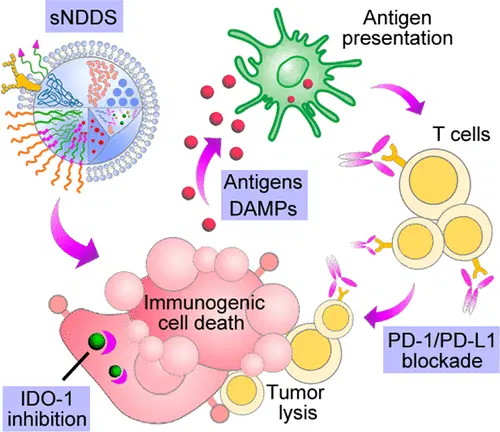 sNDDS
Antigen
presentation
T cells
Antigens
DAMPs
Immunogenic
cell death
PD-1/PD-L1
blockade
IDO-1
inhibition
Tumor
lysis